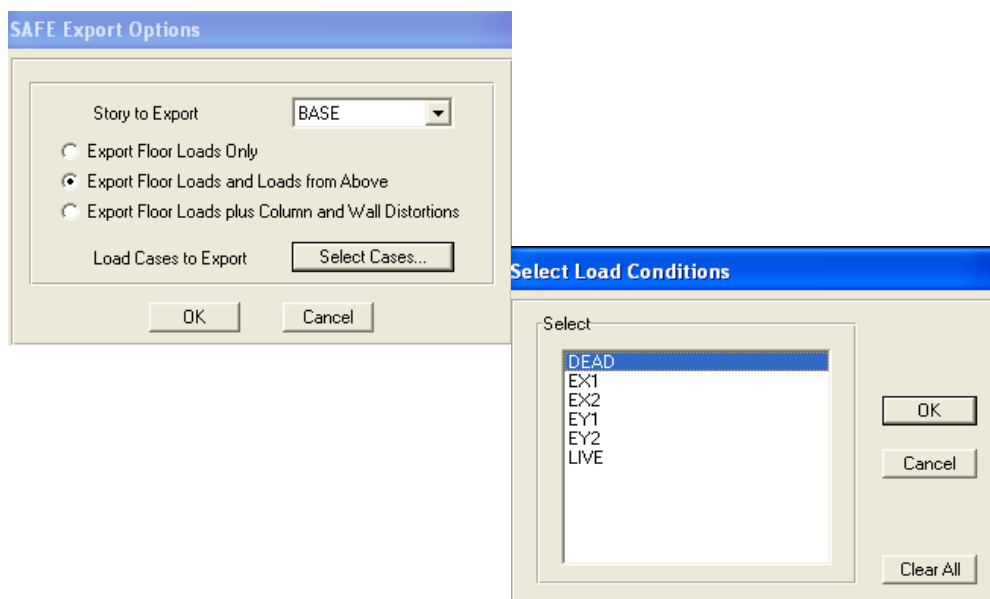 SAFE Export Options
Story to Export BASE
Export Floor Loads Only
Export Floor Loads and Loads from Above
Export Floor Loads plus Column and Wall Distortions
Load Cases to Export Select Cases...
OK Cancel
Select Load Conditions
Select
DEAD
EX1
EX2
EY1
EY2
LIVE
OK
Cancel
Clear All